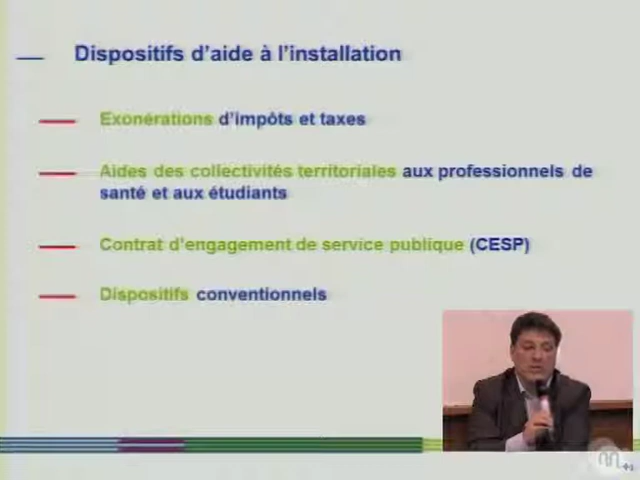 Dispositifs d'aide à l'installation
Exonérations d'impôts et taxes
Aides des collectivités territoriales aux professionnels de
santé et aux étudiants
Contrat d'engagement de service publique (CESP)
Dispositifs conventionnels